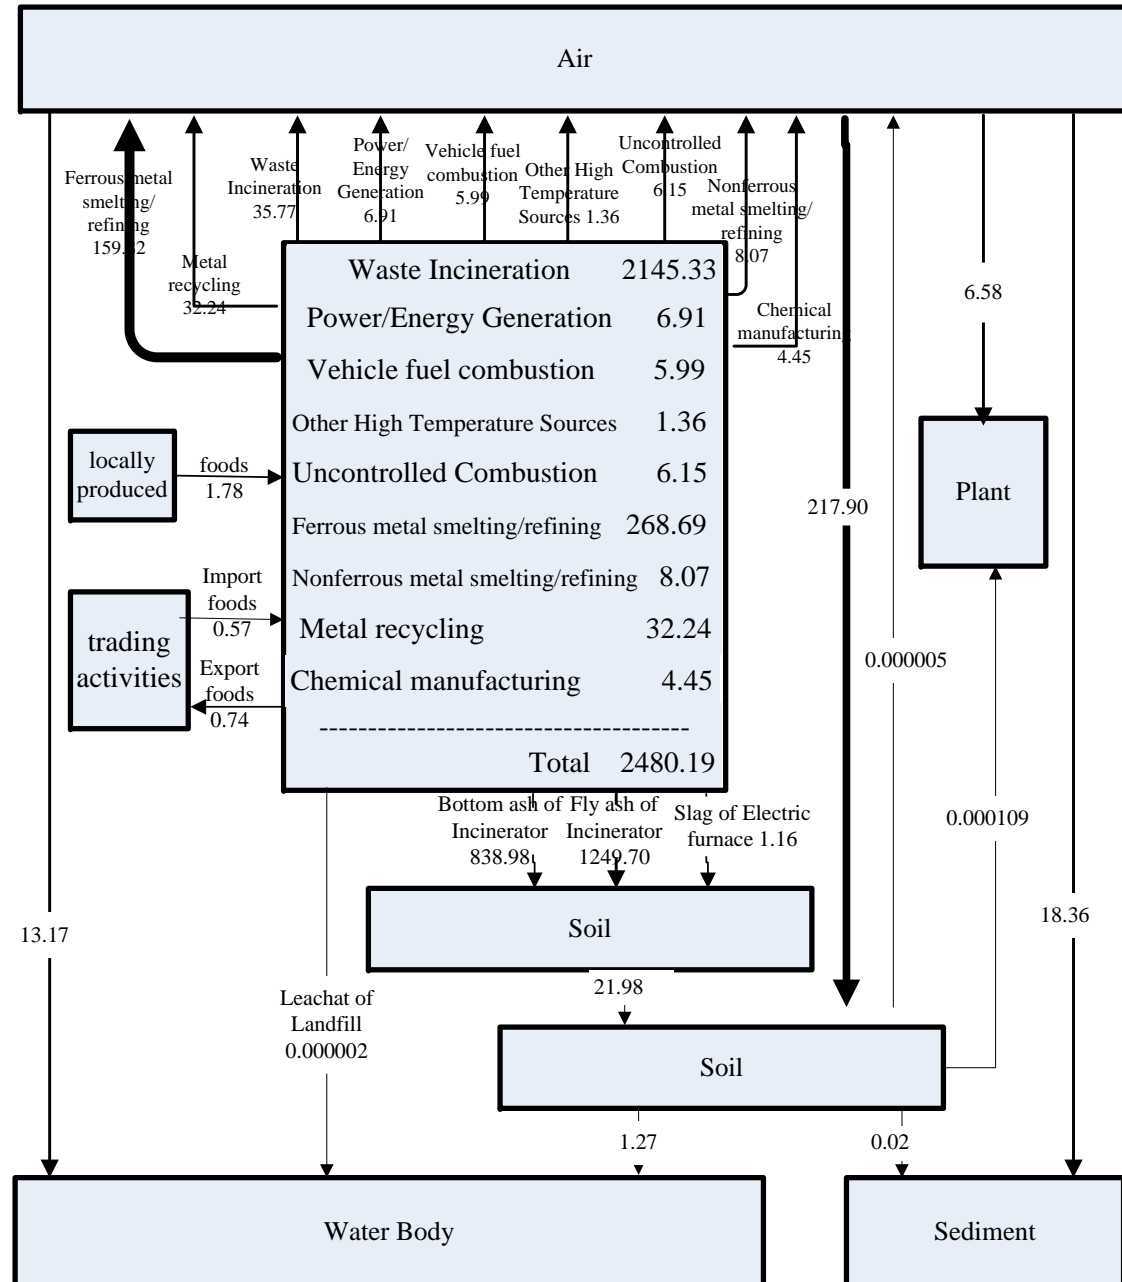 Air
Ferrous metal
smelting/
refining
Metal
recycling
32.24
Waste
Incineration
35.77
Power/
Energy
Generation
6.91
Vehicle fuel
combustion
5.99
Other High
Temperature
Sources 1.36
Uncontrolled
Combustion
6.15
Nonferrous
metal smelting/
refining
8.07
Chemical
manufacturing
4.45
Waste Incineration 2145.33
Power/Energy Generation 6.91
Vehicle fuel combustion 5.99
Other High Temperature Sources 1.36
Uncontrolled Combustion 6.15
Ferrous metal smelting/refining 268.69
Nonferrous metal smelting/refining 8.07
Metal recycling 32.24
Chemical manufacturing 4.45
--------------------------------------
Total 2480.19
locally
produced
foods
1.78
trading
activities
Import
foods
0.57
Export
foods
0.74
6.58
Plant
217.90
0.000005
0.000109
18.36
13.17
Bottom ash of
Incinerator
838.98
Fly ash of
Incinerator
1249.70
Slag of Electric
furnace 1.16
Soil
21.98
Leachat of
Landfill
0.000002
Soil
1.27
0.02
Water Body
Sediment